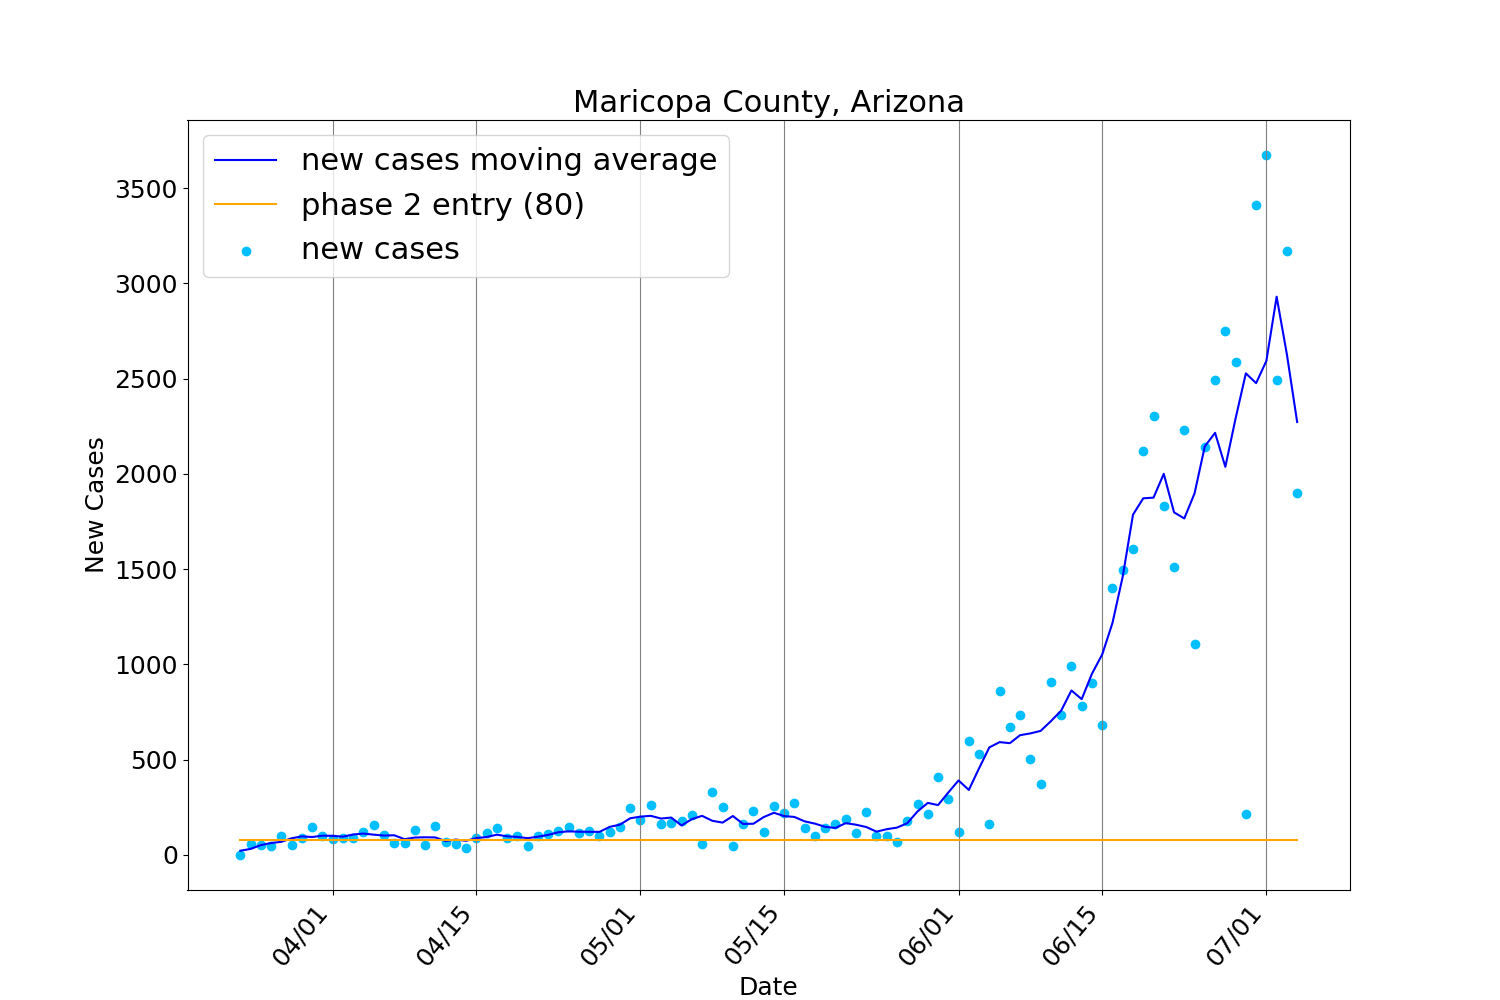 Maricopa County, Arizona
new cases moving average
phase 2 entry (80)
new cases
New Cases
3500
3000
2500
2000
1500
1000
500
0
04/01
04/15
05/01
05/15
06/01
06/15
07/01
Date